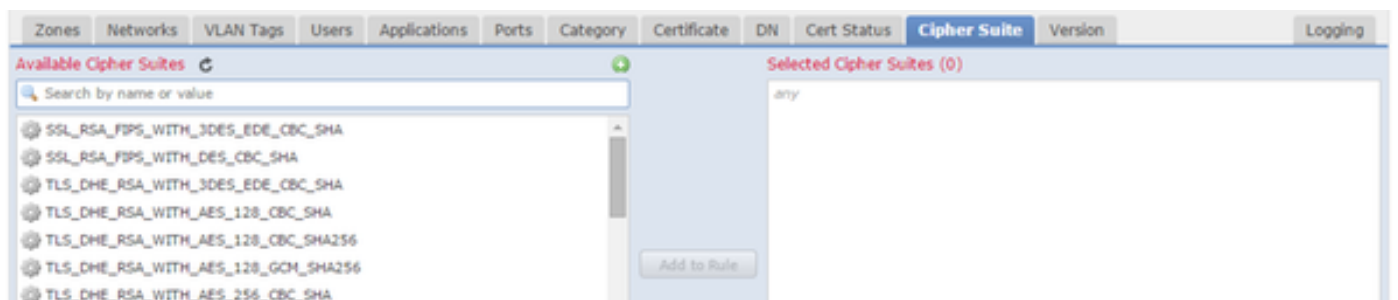 Zones Networks VLAN Tags Users Applications Ports Category Certificate DN Cert Status Cipher Suite Version Logging
Available Cipher Suites
Search by name or value
SSL_RSA_FIPS_WITH_3DES_EDE_CBC_SHA
SSL_RSA_FIPS_WITH_DES_CBC_SHA
TLS_DHE_RSA_WITH_3DES_EDE_CBC_SHA
TLS_DHE_RSA_WITH_AES_128_CBC_SHA
TLS_DHE_RSA_WITH_AES_128_CBC_SHA256
TLS_DHE_RSA_WITH_AES_128_GCM_SHA256
TLS_DHE_RSA_WITH_AES_256_CBC_SHA
Add to Rule
Selected Cipher Suites (0)
any